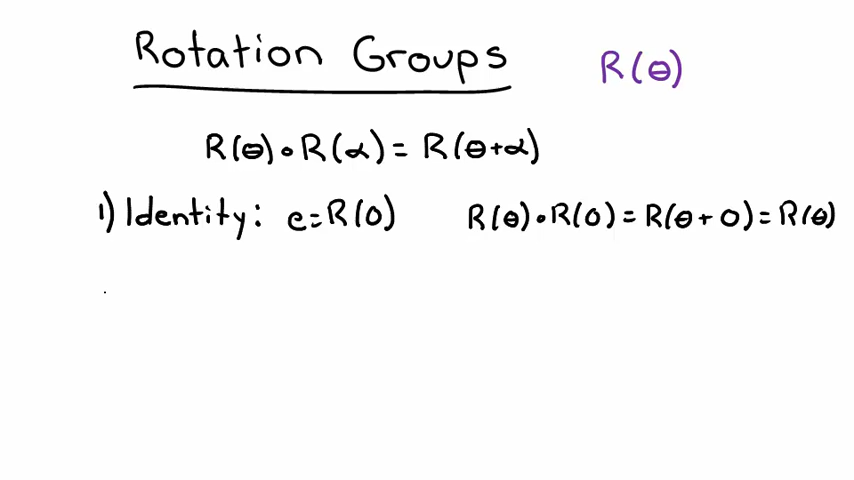 Rotation Groups R(θ)
R(θ)∘R(α)=R(θ+α)
1) Identity: e=R(0) R(θ)∘R(0)=R(θ+0)=R(θ)